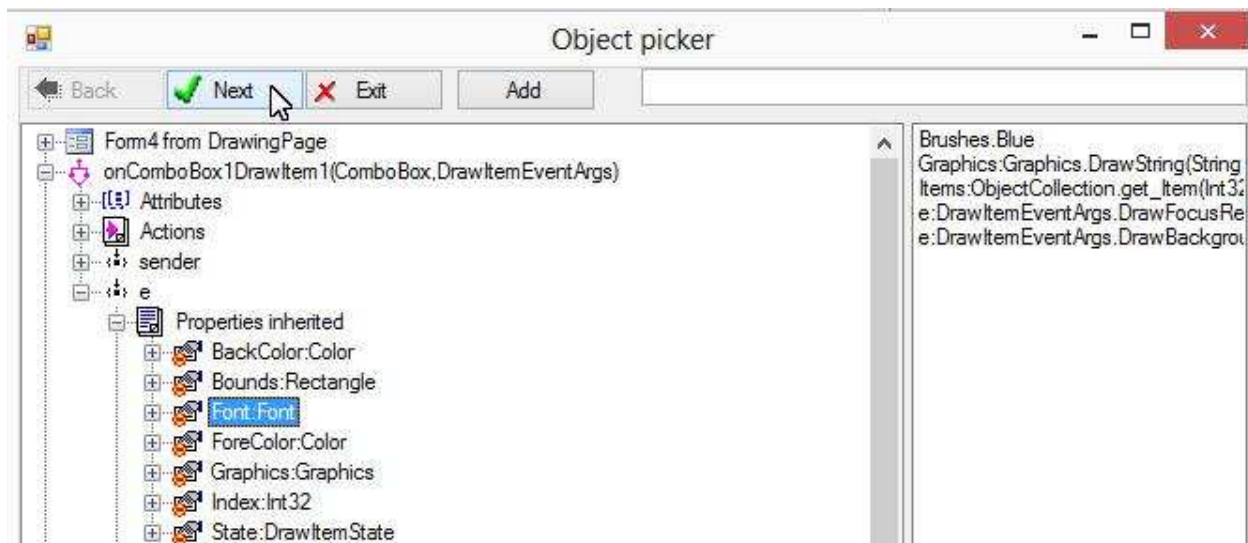 Object picker
Back Next Exit Add
Form4 from DrawingPage
onComboBox1DrawItem1(ComboBox,DrawItemEventArgs)
Attributes
Actions
sender
e
Properties inherited
BackColor:Color
Bounds:Rectangle
Font:Font
ForeColor:Color
Graphics:Graphics
Index:Int32
State:DrawItemState
Brushes.Blue
Graphics:Graphics.DrawString(String
Items:ObjectCollection.get_Item(Int32
e:DrawItemEventArgs.DrawFocusRe
e:DrawItemEventArgs.DrawBackgrou